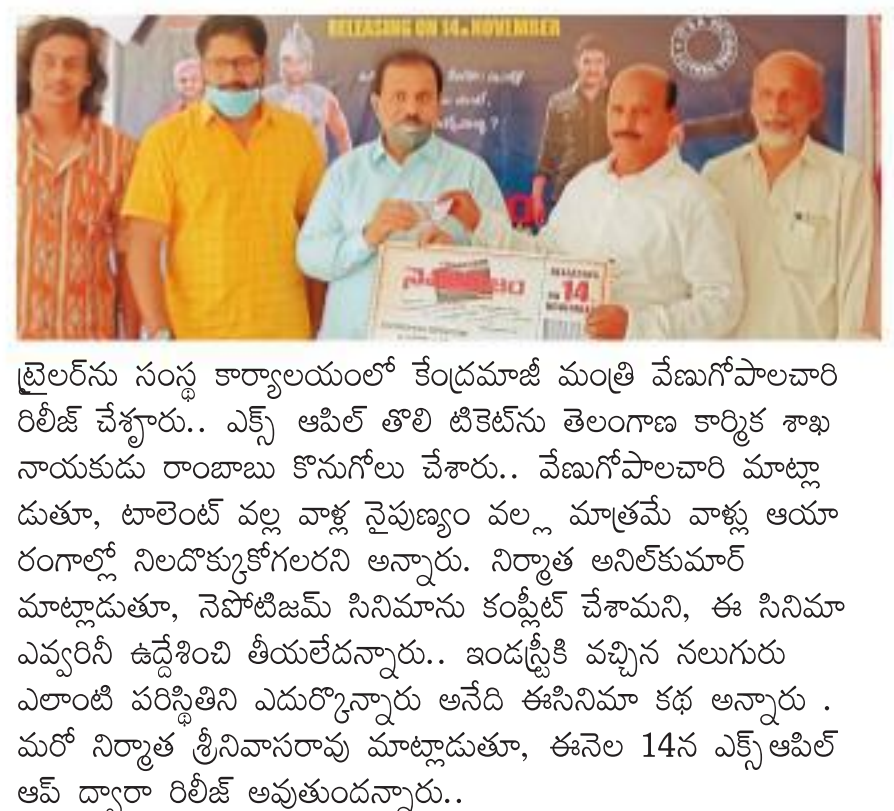 RELEASING ON 14th NOVEMBER
14
ట్రైలర్‌ను సంస్థ కార్యాలయంలో కేంద్రమాజీ మంత్రి వేణుగోపాలచారి
రిలీజ్ చేశారు.. ఎక్స్ ఆపిల్ తొలి టికెట్‌ను తెలంగాణ కార్మిక శాఖ
నాయకుడు రాంబాబు కొనుగోలు చేశారు.. వేణుగోపాలచారి మాట్లా
డుతూ, టాలెంట్ వల్ల వాళ్ల నైపుణ్యం వల్ల మాత్రమే వాళ్లు ఆయా
రంగాల్లో నిలదొక్కుకోగలరని అన్నారు. నిర్మాత అనిల్‌కుమార్
మాట్లాడుతూ, నెపోటిజమ్ సినిమాను కంప్లీట్ చేశామని, ఈ సినిమా
ఎవ్వరినీ ఉద్దేశించి తీయలేదన్నారు.. ఇండస్ట్రీకి వచ్చిన నలుగురు
ఎలాంటి పరిస్థితిని ఎదుర్కొన్నారు అనేది ఈసినిమా కథ అన్నారు .
మరో నిర్మాత శ్రీనివాసరావు మాట్లాడుతూ, ఈనెల 14న ఎక్స్ ఆపిల్
ఆప్ ద్వారా రిలీజ్ అవుతుందన్నారు..